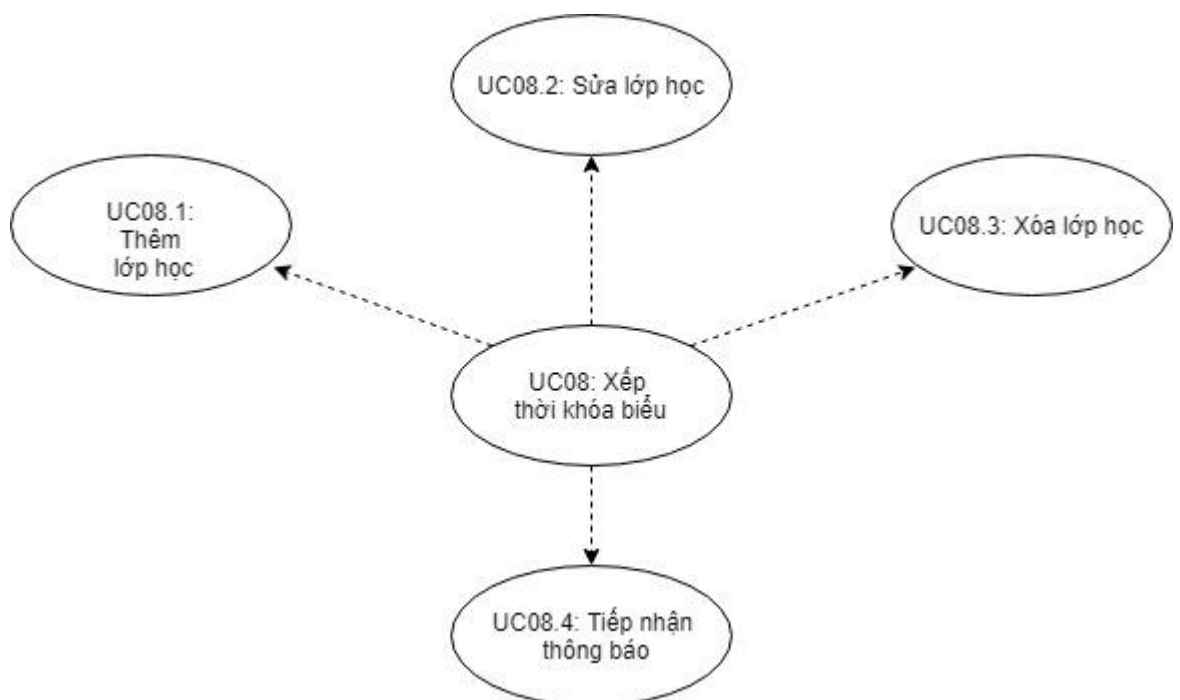 UC08.2: Sửa lớp học
UC08.1:
Thêm
lớp học
UC08.3: Xóa lớp học
UC08: Xếp
thời khóa biểu
UC08.4: Tiếp nhận
thông báo